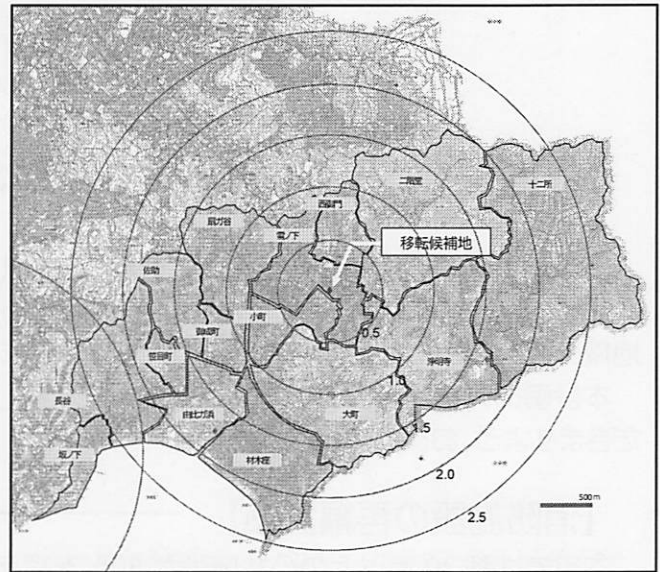 二階堂
十二所
西御門
扇ガ谷
雪ノ下
移転候補地
佐助
小町
御成町
0.5
笹目町
浄明寺
長谷
1.0
由比ガ浜
大町
1.5
坂ノ下
材木座
2.0
500m
2.5